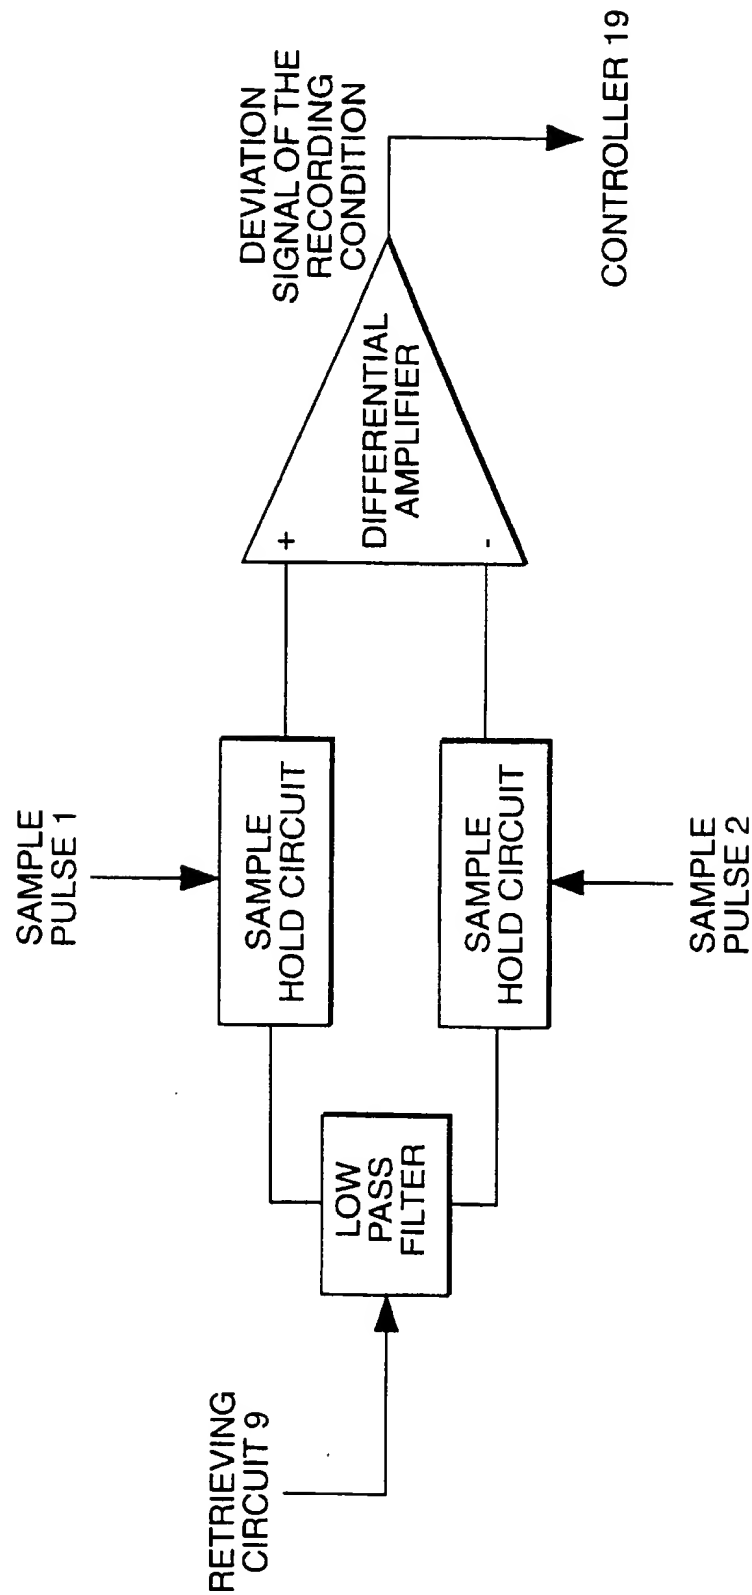 RETRIEVING
CIRCUIT 9
LOW
PASS
FILTER
SAMPLE
PULSE 1
SAMPLE
HOLD CIRCUIT
SAMPLE
HOLD CIRCUIT
SAMPLE
PULSE 2
+
-
DIFFERENTIAL
AMPLIFIER
DEVIATION
SIGNAL OF THE
RECORDING
CONDITION
CONTROLLER 19